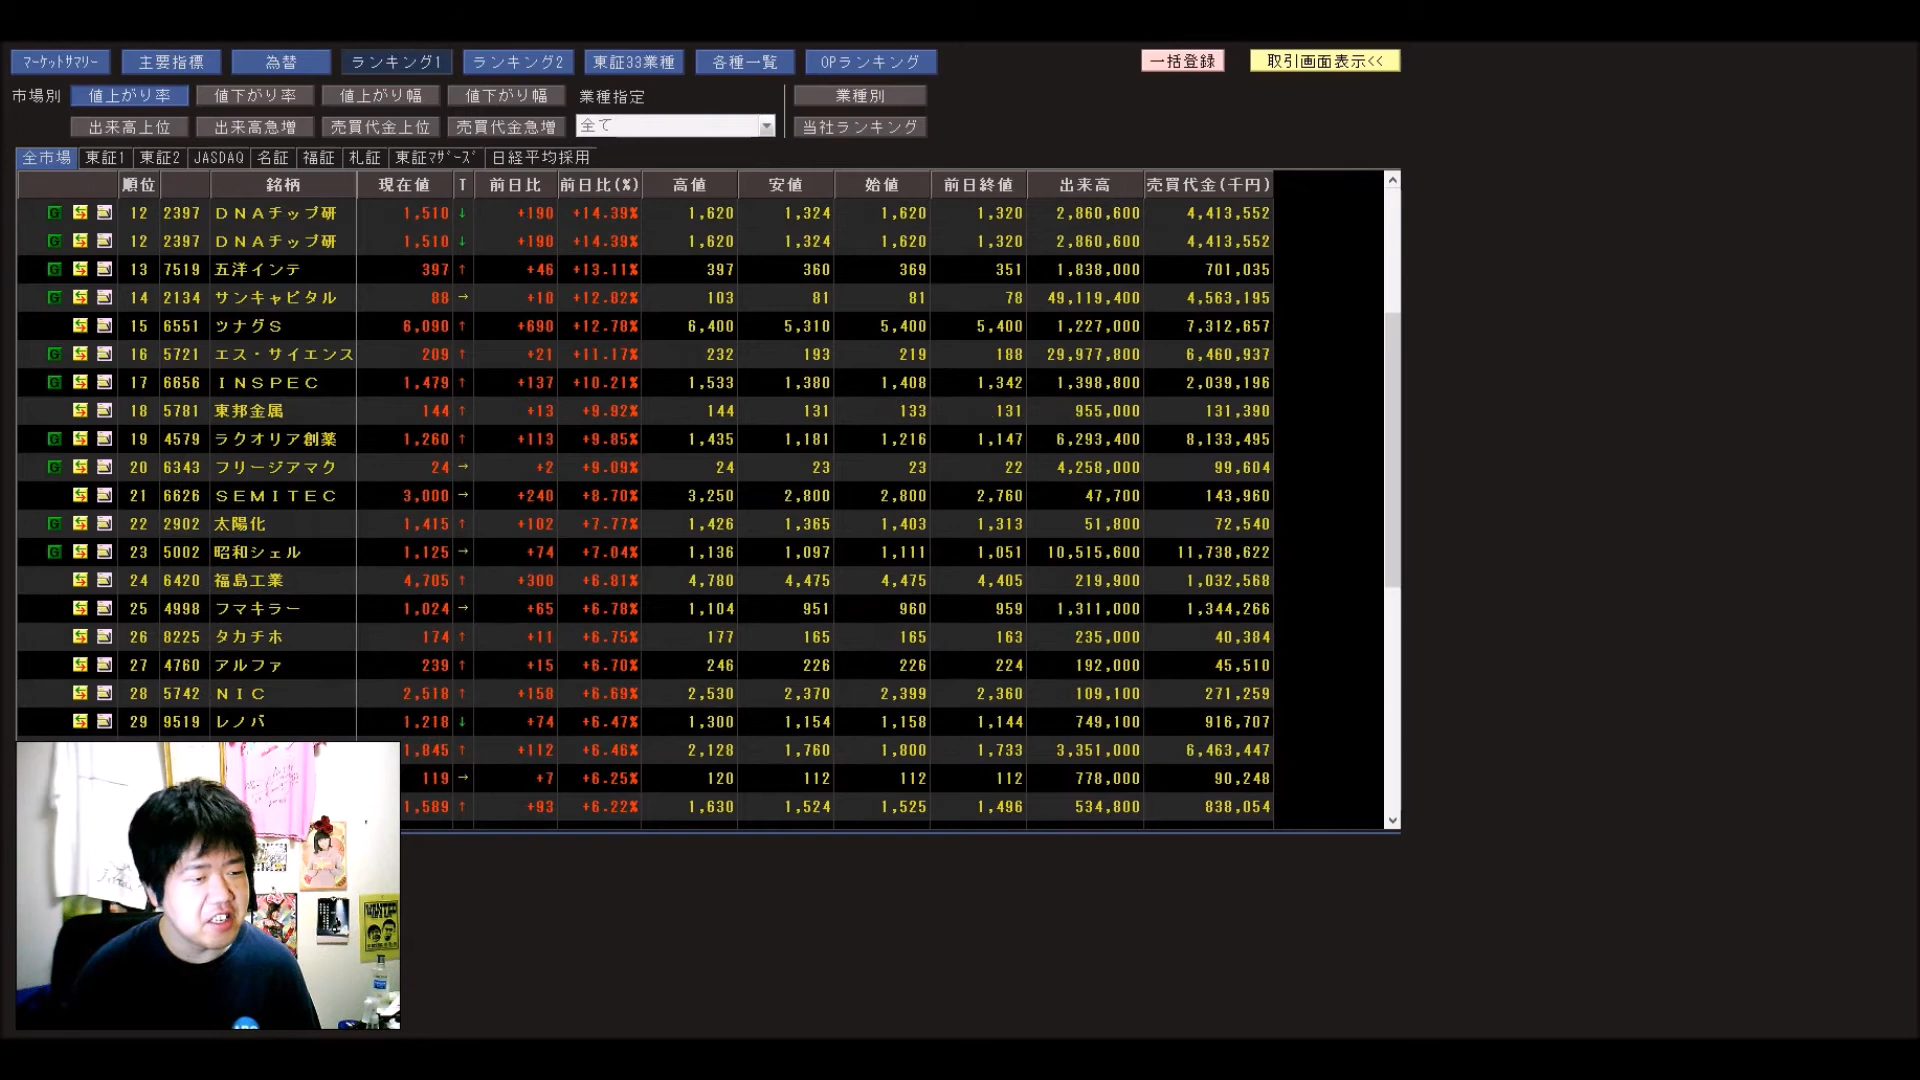 マーケットサマリー 主要指標 為替 ランキング1 ランキング2 東証33業種 各種一覧 OPランキング 一括登録 取引画面表示<<
市場別 値上がり率 値下がり率 値上がり幅 値下がり幅 業種指定 業種別
出来高上位 出来高急増 売買代金上位 売買代金急増 全て 当社ランキング
全市場 東証1 東証2 JASDAQ 名証 福証 札証 東証マザーズ 日経平均採用
順位 銘柄 現在値 T 前日比 前日比(%) 高値 安値 始値 前日終値 出来高 売買代金(千円)
G 12 2397 DNAチップ研 1,510 ↓ +190 +14.39% 1,620 1,324 1,620 1,320 2,860,600 4,413,552
G 12 2397 DNAチップ研 1,510 ↓ +190 +14.39% 1,620 1,324 1,620 1,320 2,860,600 4,413,552
G 13 7519 五洋インテ 397 ↑ +46 +13.11% 397 360 369 351 1,838,000 701,035
G 14 2134 サンキャピタル 88 → +10 +12.82% 103 81 81 78 49,119,400 4,563,195
15 6551 ツナグS 6,090 ↑ +690 +12.78% 6,400 5,310 5,400 5,400 1,227,000 7,312,657
G 16 5721 エス・サイエンス 209 ↑ +21 +11.17% 232 193 219 188 29,977,800 6,460,937
G 17 6656 INSPEC 1,479 ↑ +137 +10.21% 1,533 1,380 1,408 1,342 1,398,800 2,039,196
18 5781 東邦金属 144 ↑ +13 +9.92% 144 131 133 131 955,000 131,390
G 19 4579 ラクオリア創薬 1,260 ↑ +113 +9.85% 1,435 1,181 1,216 1,147 6,293,400 8,133,495
G 20 6343 フリージアマク 24 → +2 +9.09% 24 23 23 22 4,258,000 99,604
21 6626 SEMITEC 3,000 → +240 +8.70% 3,250 2,800 2,800 2,760 47,700 143,960
G 22 2902 太陽化 1,415 ↑ +102 +7.77% 1,426 1,365 1,403 1,313 51,800 72,540
G 23 5002 昭和シェル 1,125 → +74 +7.04% 1,136 1,097 1,111 1,051 10,515,600 11,738,622
24 6420 福島工業 4,705 ↑ +300 +6.81% 4,780 4,475 4,475 4,405 219,900 1,032,568
25 4998 フマキラー 1,024 → +65 +6.78% 1,104 951 960 959 1,311,000 1,344,266
26 8225 タカチホ 174 ↑ +11 +6.75% 177 165 165 163 235,000 40,384
27 4760 アルファ 239 ↑ +15 +6.70% 246 226 226 224 192,000 45,510
28 5742 NIC 2,518 ↑ +158 +6.69% 2,530 2,370 2,399 2,360 109,100 271,259
29 9519 レノバ 1,218 ↓ +74 +6.47% 1,300 1,154 1,158 1,144 749,100 916,707
1,845 ↑ +112 +6.46% 2,128 1,760 1,800 1,733 3,351,000 6,463,447
119 → +7 +6.25% 120 112 112 112 778,000 90,248
1,589 ↑ +93 +6.22% 1,630 1,524 1,525 1,496 534,800 838,054